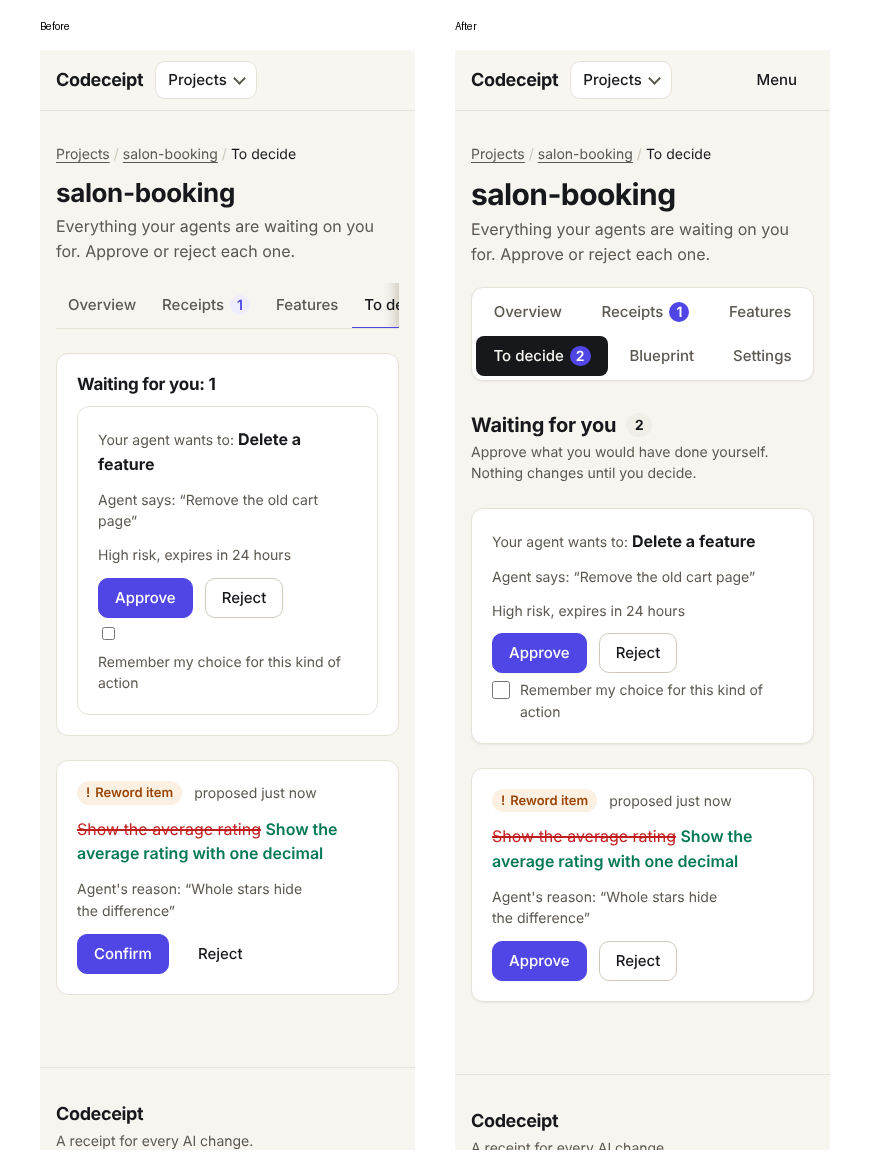 Before
Codeceipt Projects
Projects / salon-booking / To decide
salon-booking
Everything your agents are waiting on you
for. Approve or reject each one.
Overview Receipts 1 Features To de
Waiting for you: 1
Your agent wants to: Delete a
feature
Agent says: “Remove the old cart
page”
High risk, expires in 24 hours
Approve Reject
Remember my choice for this kind of
action
! Reword item proposed just now
Show the average rating Show the
average rating with one decimal
Agent's reason: “Whole stars hide
the difference”
Confirm Reject
Codeceipt
A receipt for every AI change.
After
Codeceipt Projects Menu
Projects / salon-booking / To decide
salon-booking
Everything your agents are waiting on you
for. Approve or reject each one.
Overview Receipts 1 Features
To decide 2 Blueprint Settings
Waiting for you 2
Approve what you would have done yourself.
Nothing changes until you decide.
Your agent wants to: Delete a feature
Agent says: “Remove the old cart page”
High risk, expires in 24 hours
Approve Reject
Remember my choice for this kind of
action
! Reword item proposed just now
Show the average rating Show the
average rating with one decimal
Agent's reason: “Whole stars hide
the difference”
Approve Reject
Codeceipt
A receipt for every AI change.